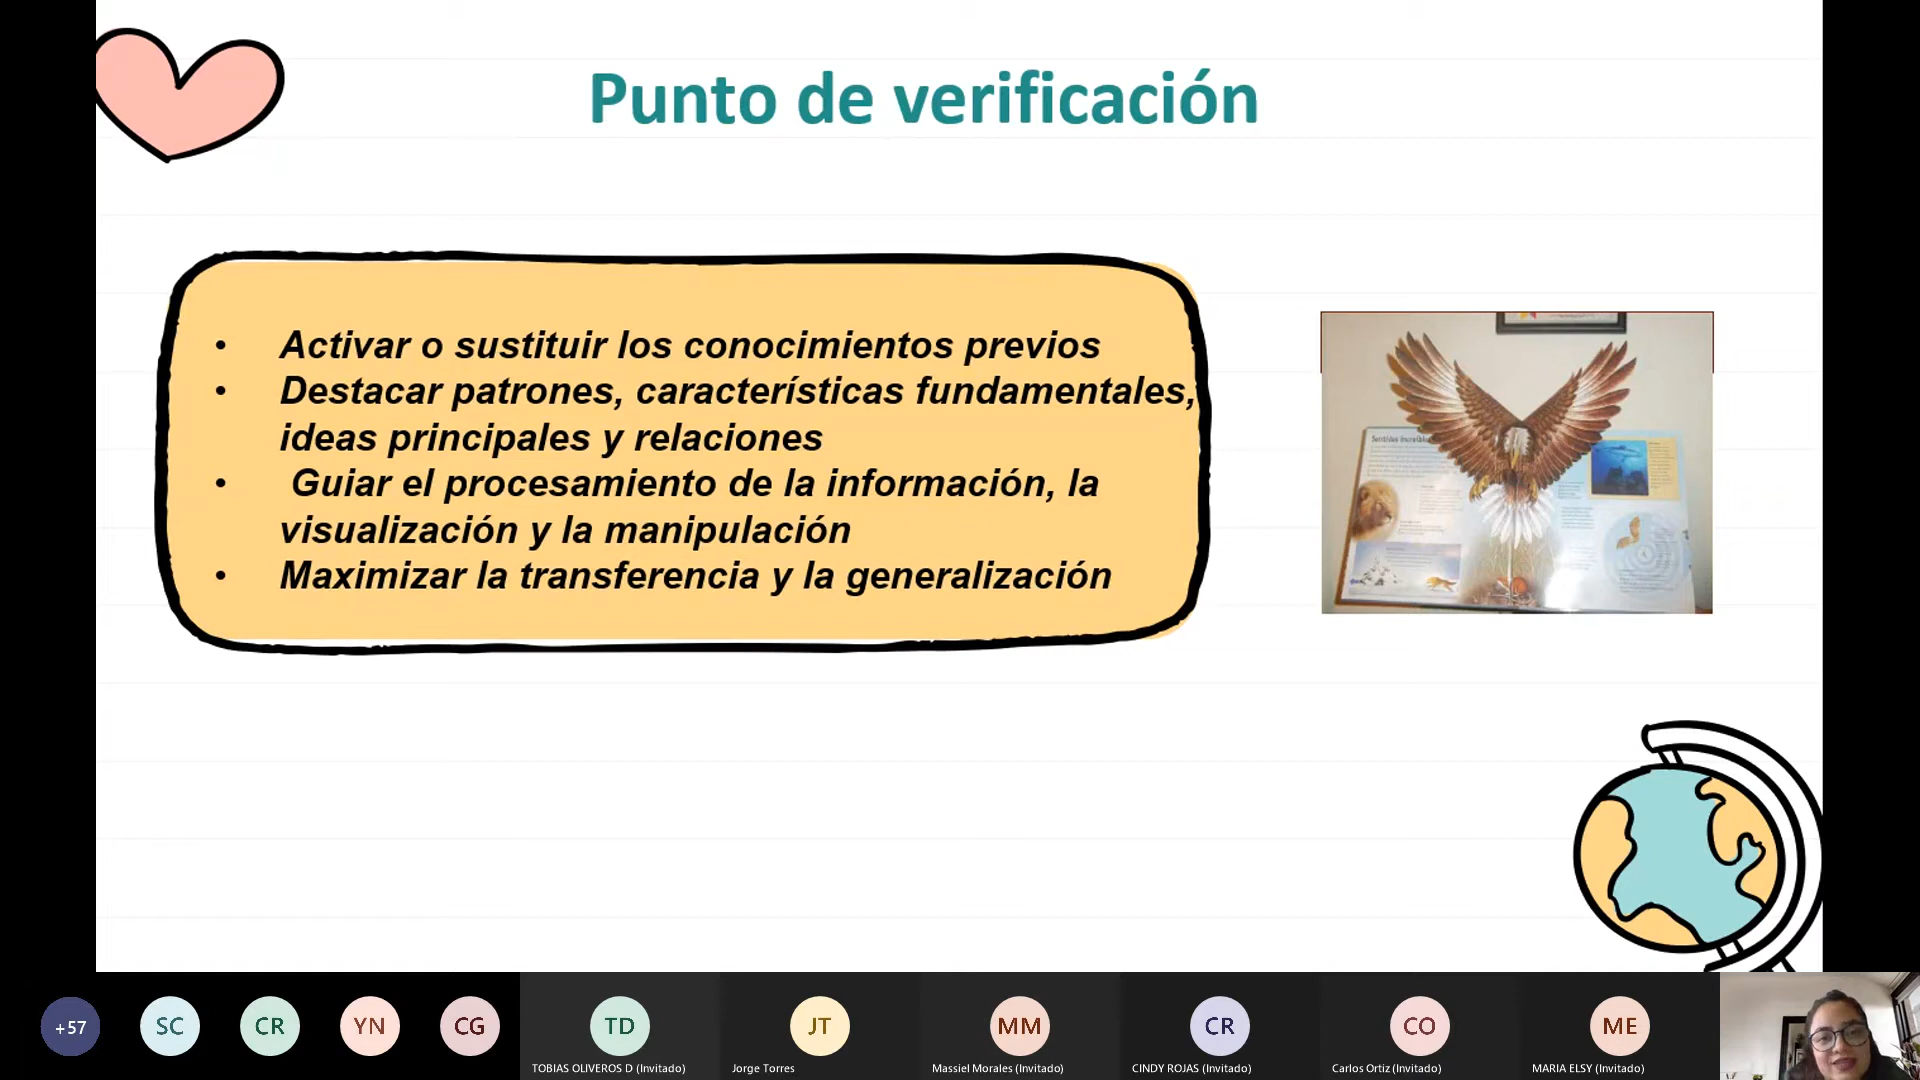 Punto de verificación
• Activar o sustituir los conocimientos previos
• Destacar patrones, características fundamentales,
ideas principales y relaciones
• Guiar el procesamiento de la información, la
visualización y la manipulación
• Maximizar la transferencia y la generalización
+57
SC
CR
YN
CG
TD
TOBIAS OLIVEROS D (Invitado)
JT
Jorge Torres
MM
Massiel Morales (Invitado)
CR
CINDY ROJAS (Invitado)
CO
Carlos Ortiz (Invitado)
ME
MARIA ELSY (Invitado)